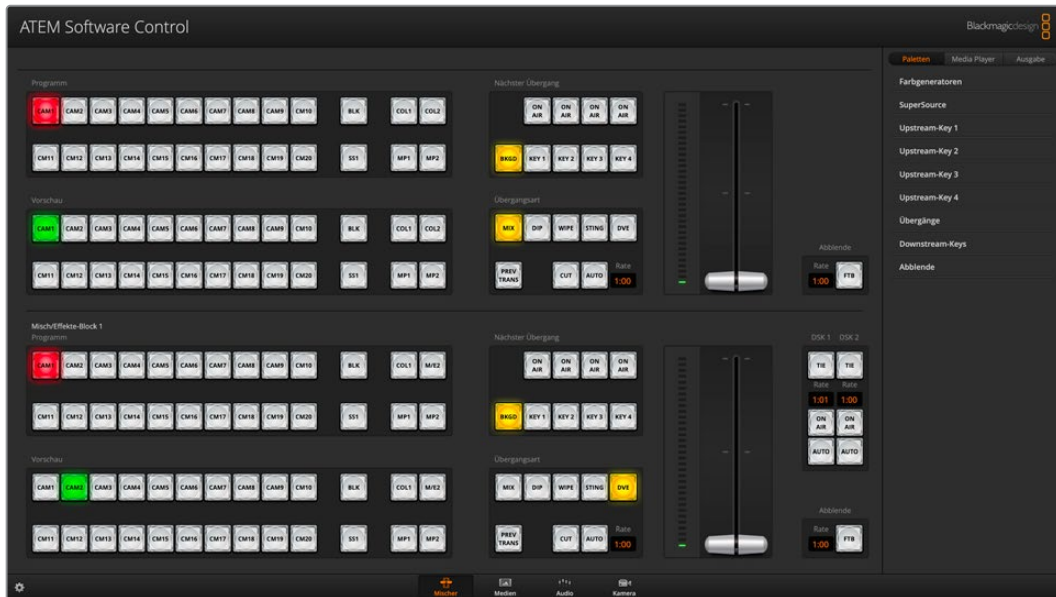 ATEM Software Control
Blackmagicdesign
Paletten Media Player Ausgabe
Programm
Nächster Übergang
CAM1 CAM2 CAM3 CAM4 CAM5 CAM6 CAM7 CAM8 CAM9 CM10 BLK COL1 COL2
ON AIR ON AIR ON AIR ON AIR
CM11 CM12 CM13 CM14 CM15 CM16 CM17 CM18 CM19 CM20 SS1 MP1 MP2
BKGD KEY 1 KEY 2 KEY 3 KEY 4
Vorschau
Übergangsart
CAM1 CAM2 CAM3 CAM4 CAM5 CAM6 CAM7 CAM8 CAM9 CM10 BLK COL1 COL2
MIX DIP WIPE STING DVE
Abblende
CM11 CM12 CM13 CM14 CM15 CM16 CM17 CM18 CM19 CM20 SS1 MP1 MP2
PREV TRANS CUT AUTO Rate 1:00
Rate 1:00 FTB
Farbgeneratoren
SuperSource
Upstream-Key 1
Upstream-Key 2
Upstream-Key 3
Upstream-Key 4
Übergänge
Downstream-Keys
Abblende
Misch/Effekte-Block 1
Programm
Nächster Übergang
DSK 1 DSK 2
CAM1 CAM2 CAM3 CAM4 CAM5 CAM6 CAM7 CAM8 CAM9 CM10 BLK COL1 M/E2
ON AIR ON AIR ON AIR ON AIR
TIE TIE
Rate Rate
1:01 1:00
CM11 CM12 CM13 CM14 CM15 CM16 CM17 CM18 CM19 CM20 SS1 MP1 MP2
BKGD KEY 1 KEY 2 KEY 3 KEY 4
ON AIR ON AIR
AUTO AUTO
Vorschau
Übergangsart
CAM1 CAM2 CAM3 CAM4 CAM5 CAM6 CAM7 CAM8 CAM9 CM10 BLK COL1 M/E2
MIX DIP WIPE STING DVE
Abblende
CM11 CM12 CM13 CM14 CM15 CM16 CM17 CM18 CM19 CM20 SS1 MP1 MP2
PREV TRANS CUT AUTO Rate 1:00
Rate 1:00 FTB
Mischer Medien Audio Kamera